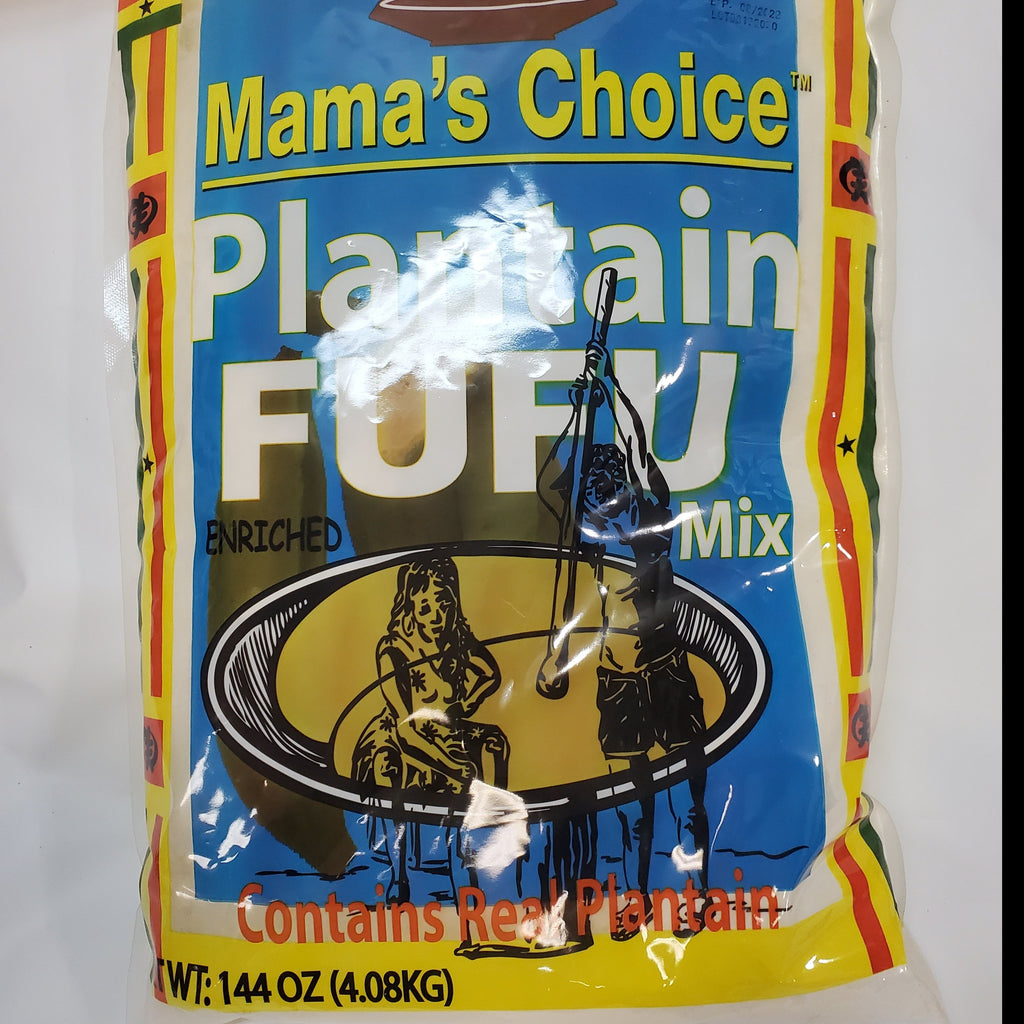 Mama's Choice™
Plantain
FUFU
Mix
ENRICHED
Contains Real Plantain
WT: 144 OZ (4.08KG)